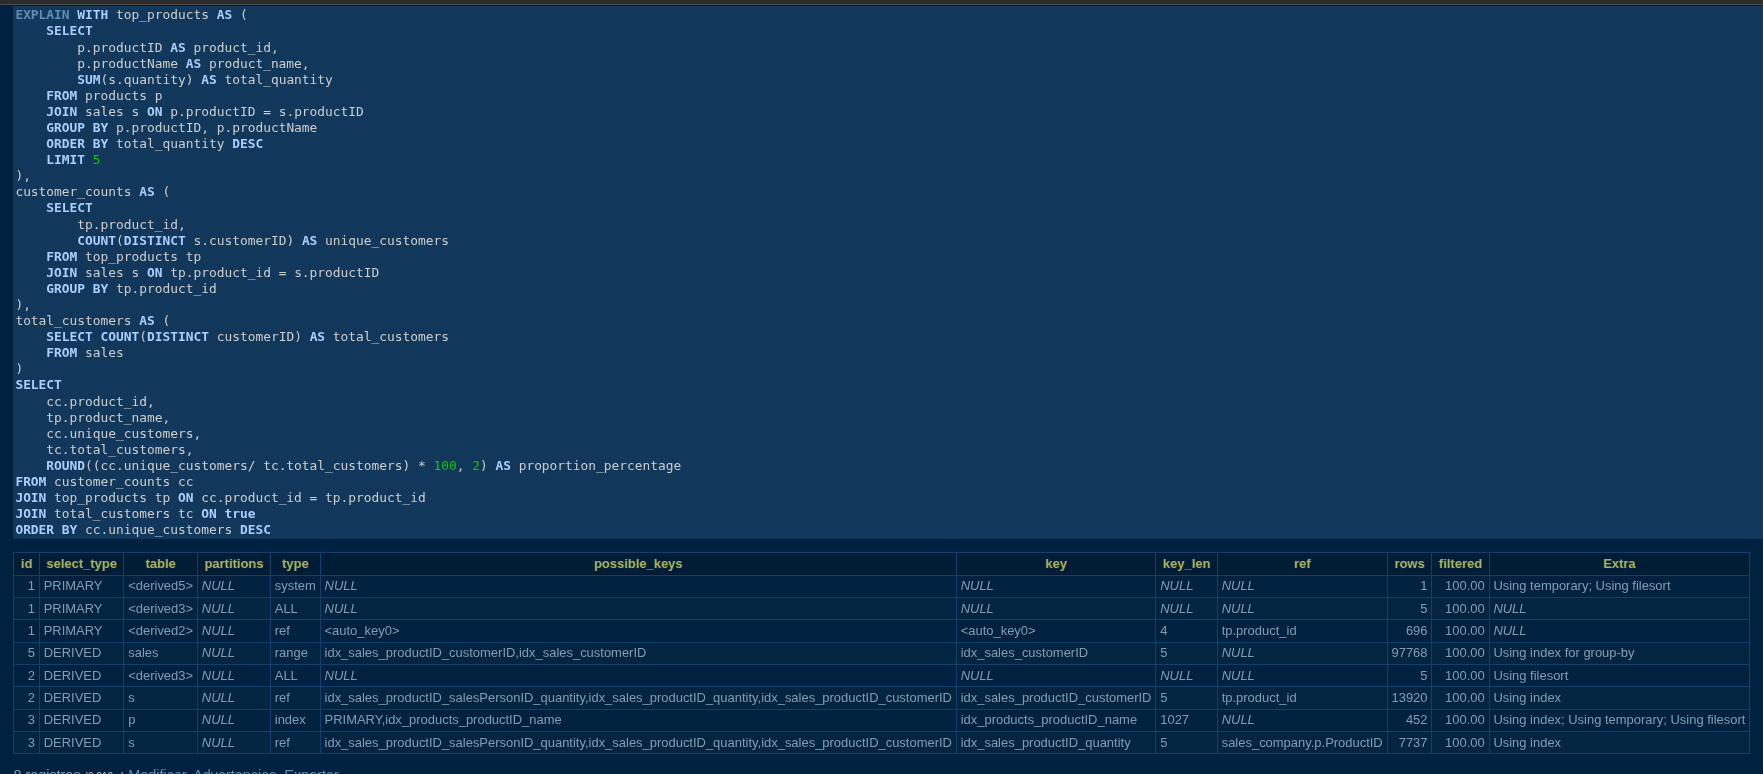 EXPLAIN WITH top_products AS (
    SELECT
        p.productID AS product_id,
        p.productName AS product_name,
        SUM(s.quantity) AS total_quantity
    FROM products p
    JOIN sales s ON p.productID = s.productID
    GROUP BY p.productID, p.productName
    ORDER BY total_quantity DESC
    LIMIT 5
),
customer_counts AS (
    SELECT
        tp.product_id,
        COUNT(DISTINCT s.customerID) AS unique_customers
    FROM top_products tp
    JOIN sales s ON tp.product_id = s.productID
    GROUP BY tp.product_id
),
total_customers AS (
    SELECT COUNT(DISTINCT customerID) AS total_customers
    FROM sales
)
SELECT
    cc.product_id,
    tp.product_name,
    cc.unique_customers,
    tc.total_customers,
    ROUND((cc.unique_customers/ tc.total_customers) * 100, 2) AS proportion_percentage
FROM customer_counts cc
JOIN top_products tp ON cc.product_id = tp.product_id
JOIN total_customers tc ON true
ORDER BY cc.unique_customers DESC
id select_type table partitions type possible_keys key key_len ref rows filtered Extra
1 PRIMARY <derived5> NULL system NULL NULL NULL NULL 1 100.00 Using temporary; Using filesort
1 PRIMARY <derived3> NULL ALL NULL NULL NULL NULL 5 100.00 NULL
1 PRIMARY <derived2> NULL ref <auto_key0> <auto_key0> 4 tp.product_id 696 100.00 NULL
5 DERIVED sales NULL range idx_sales_productID_customerID,idx_sales_customerID idx_sales_customerID 5 NULL 97768 100.00 Using index for group-by
2 DERIVED <derived3> NULL ALL NULL NULL NULL NULL 5 100.00 Using filesort
2 DERIVED s NULL ref idx_sales_productID_salesPersonID_quantity,idx_sales_productID_quantity,idx_sales_productID_customerID idx_sales_productID_customerID 5 tp.product_id 13920 100.00 Using index
3 DERIVED p NULL index PRIMARY,idx_products_productID_name idx_products_productID_name 1027 NULL 452 100.00 Using index; Using temporary; Using filesort
3 DERIVED s NULL ref idx_sales_productID_salesPersonID_quantity,idx_sales_productID_quantity,idx_sales_productID_customerID idx_sales_productID_quantity 5 sales_company.p.ProductID 7737 100.00 Using index
8 registros Modificar, Advertencias, Exportar